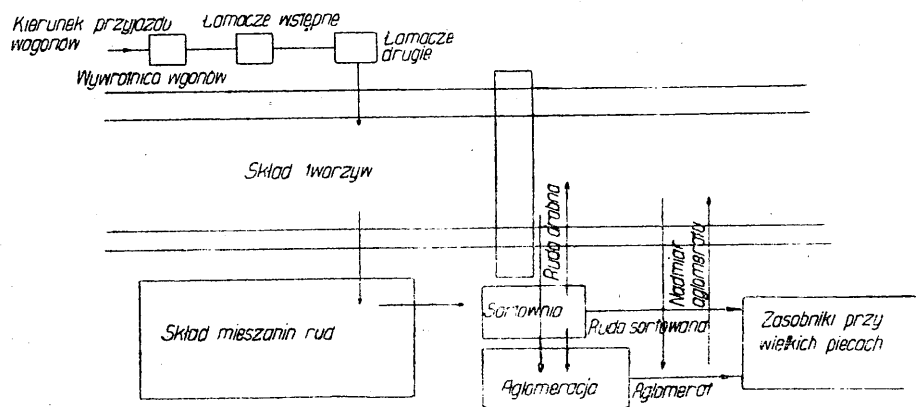 Kierunek przyjazdu
wagonów
Łamacze wstępne
Łamacze
drugie
Wywrotnica wgonów
Skład tworzyw
Ruda drobna
Nadmiar
aglomeratu
Skład mieszanin rud
Sortownia
Ruda sortowana
Zasobniki przy
wielkich piecach
Aglomeracja
Aglomerat